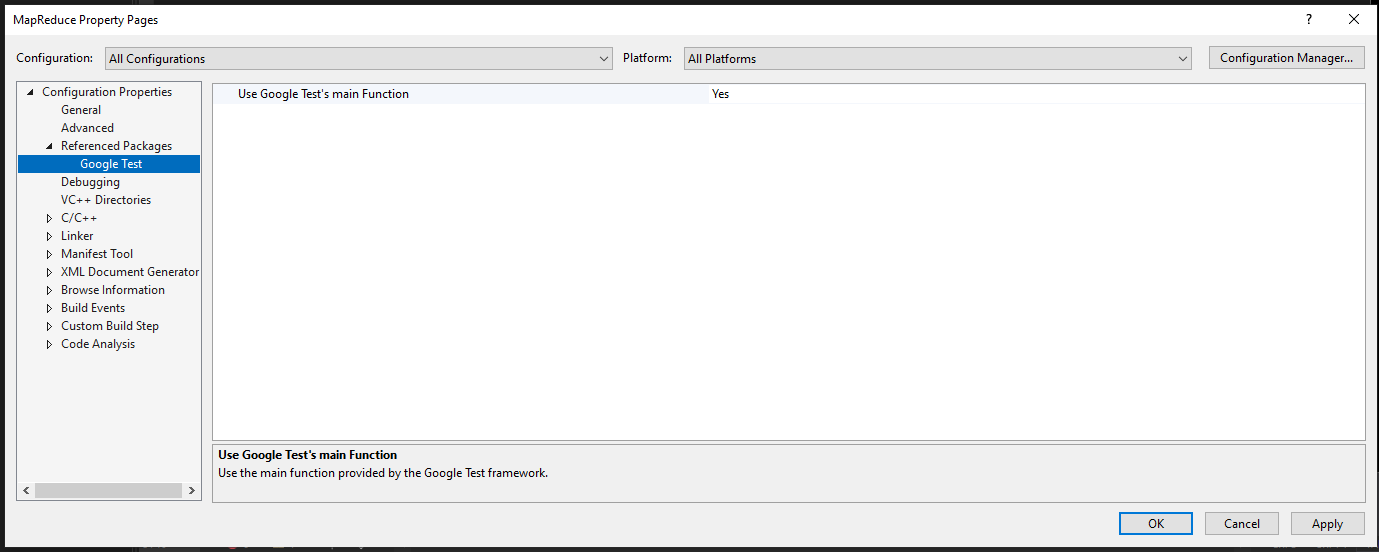 MapReduce Property Pages
?
Configuration:
All Configurations
Platform:
All Platforms
Configuration Manager...
Configuration Properties
General
Advanced
Referenced Packages
Google Test
Debugging
VC++ Directories
C/C++
Linker
Manifest Tool
XML Document Generator
Browse Information
Build Events
Custom Build Step
Code Analysis
Use Google Test's main Function Yes
Use Google Test's main Function
Use the main function provided by the Google Test framework.
OK
Cancel
Apply